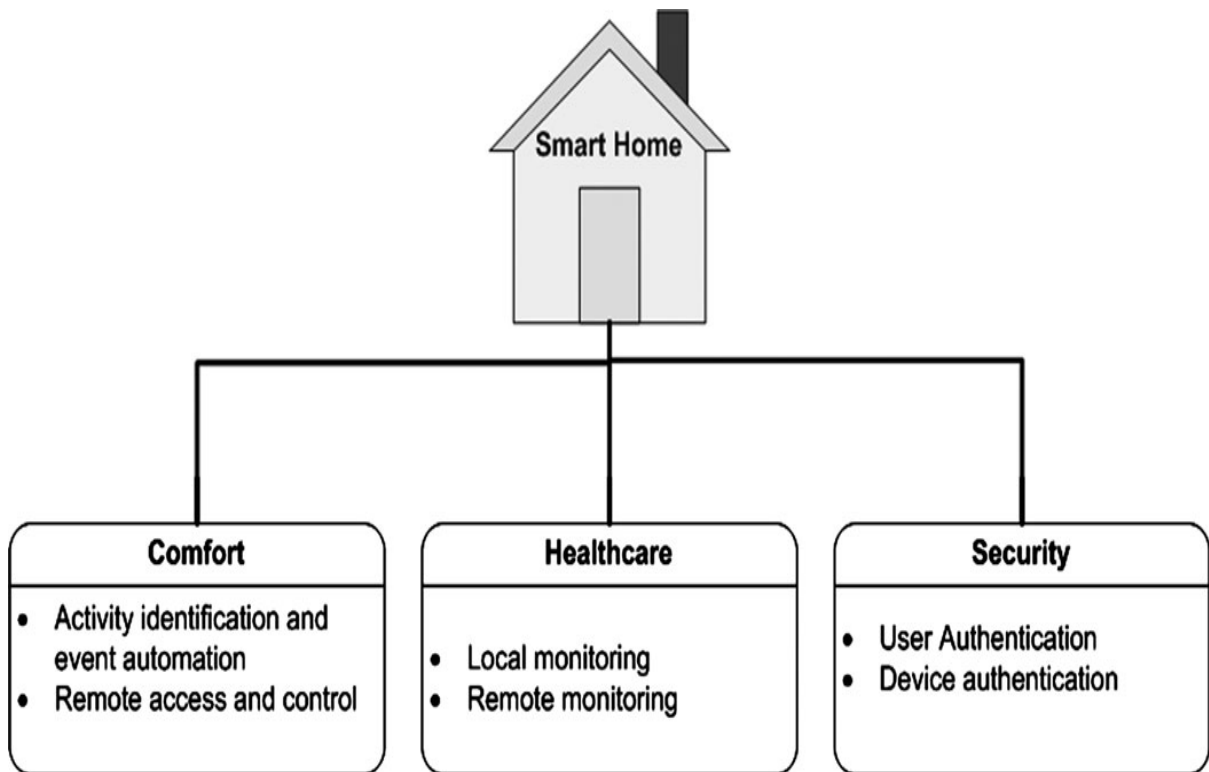 Smart Home
Comfort
• Activity identification and
event automation
• Remote access and control
Healthcare
• Local monitoring
• Remote monitoring
Security
• User Authentication
• Device authentication